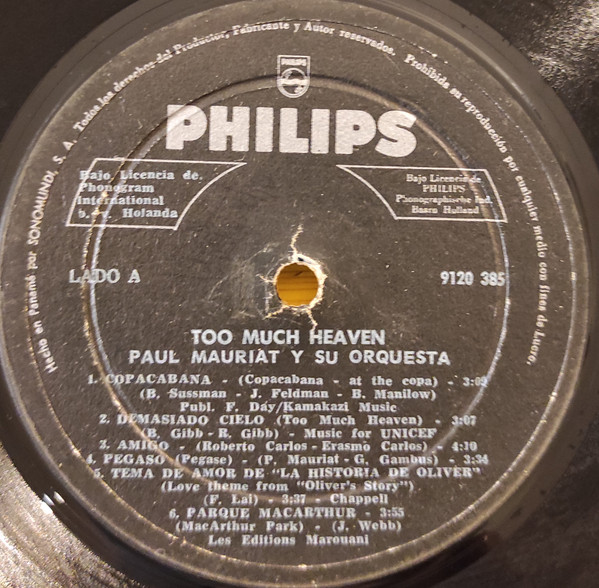 Hecho en Panamá por SONOMUNDI, S. A. Todos los derechos del Productor, Fabricante y Autor reservados. Prohibida su reproducción por cualquier medio con fines de Lucro.
PHILIPS
PHILIPS
Bajo Licencia de.
Phonogram
International
b. v. Holanda
Bajo Licencia de
PHILIPS
Phonographische Ind.
Baarn Holland
LADO A
9120 385
TOO MUCH HEAVEN
PAUL MAURIAT Y SU ORQUESTA
1. COPACABANA - (Copacabana - at the copa) - 3:09
(B. Sussman - J. Feldman - B. Manilow)
Publ. F. Day/Kamakazi Music
2. DEMASIADO CIELO (Too Much Heaven) - 3:07
(B. Gibb - R. Gibb) - Music for UNICEF
3. AMIGO - (Roberto Carlos - Erasmo Carlos) - 4:10
4. PEGASO (Pegase) - (P. Mauriat - G. Gambus) - 3:34
5. TEMA DE AMOR DE "LA HISTORIA DE OLIVER"
(Love theme from "Oliver's Story")
(F. Lai) - 3:37 - Chappell
6. PARQUE MACARTHUR - 3:55
(MacArthur Park) - (J. Webb)
Les Editions Marouani